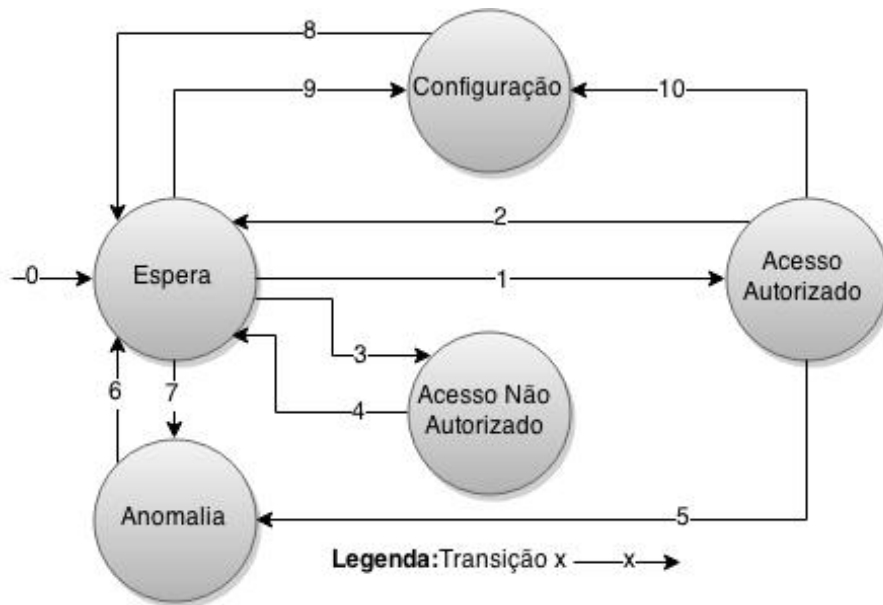 8
9
Configuração
10
2
–0
Espera
1
Acesso
Autorizado
3
4
Acesso Não
Autorizado
6
7
Anomalia
5
Legenda:Transição x —x→